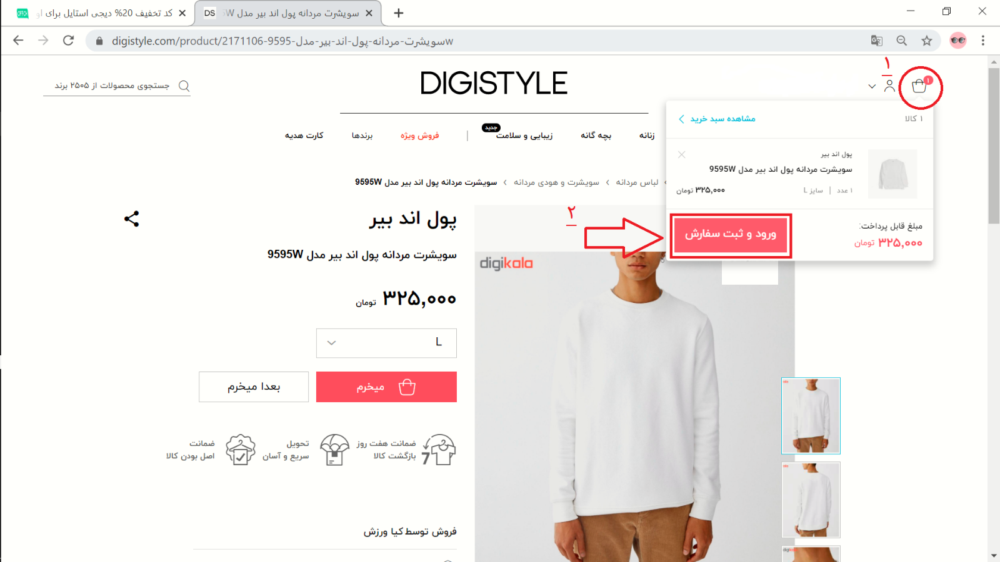 کد تخفیف 20% دیجی استایل برای او
DS سویشرت مردانه پول اند بیر مدل 9595W
digistyle.com/product/2171106-سویشرت-مردانه-پول-اند-بیر-مدل-9595w
۱
DIGISTYLE
جستجوی محصولات از ۲۵۰۵ برند
۱
۱ کالا
مشاهده سبد خرید
زنانه
بچه گانه
زیبایی و سلامت
جدید
|
فروش ویژه
برندها
کارت هدیه
پول اند بیر
سویشرت مردانه پول اند بیر مدل 9595W
۱ عدد | سایز L
۳۲۵,۰۰۰ تومان
مبلغ قابل پرداخت:
۳۲۵,۰۰۰ تومان
ورود و ثبت سفارش
۲
لباس مردانه › سویشرت و هودی مردانه › سویشرت مردانه پول اند بیر مدل 9595W
پول اند بیر
سویشرت مردانه پول اند بیر مدل 9595W
digikala
۳۲۵,۰۰۰ تومان
L
میخرم
بعدا میخرم
7
ضمانت هفت روز
بازگشت کالا
تحویل
سریع و آسان
ضمانت
اصل بودن کالا
فروش توسط کیا ورزش